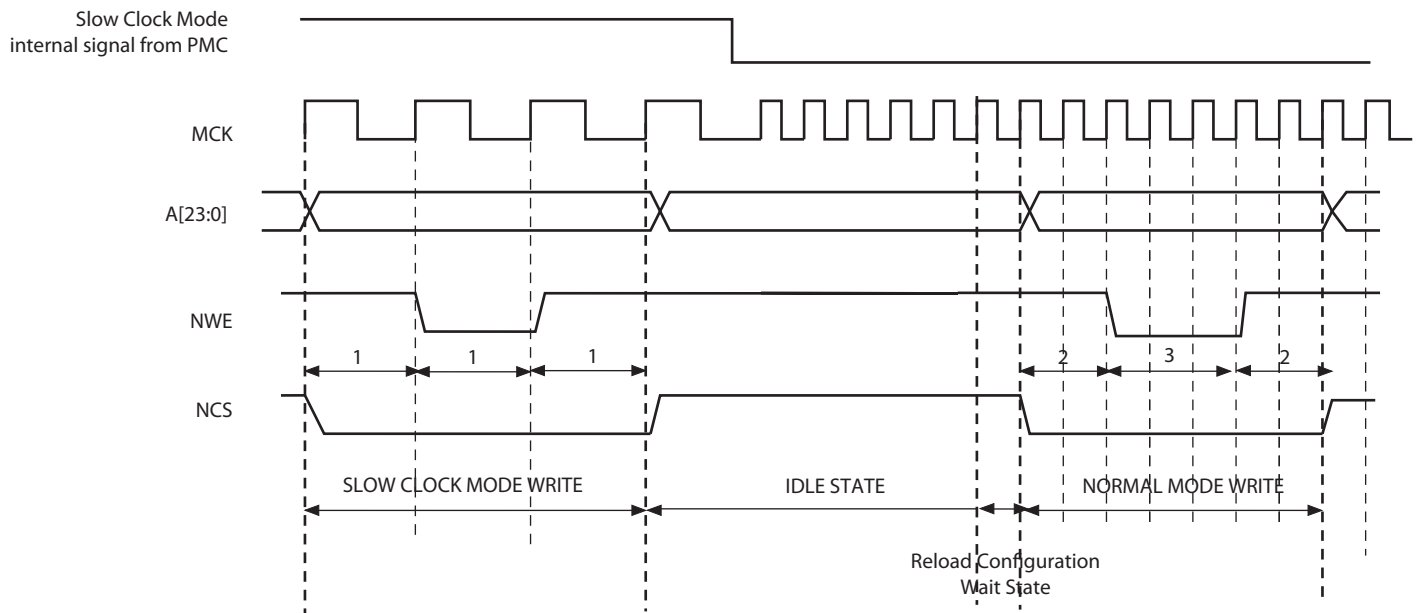 Slow Clock Mode
internal signal from PMC
MCK
A[23:0]
NWE
1 1 1 2 3 2
NCS
SLOW CLOCK MODE WRITE IDLE STATE NORMAL MODE WRITE
Reload Configuration
Wait State